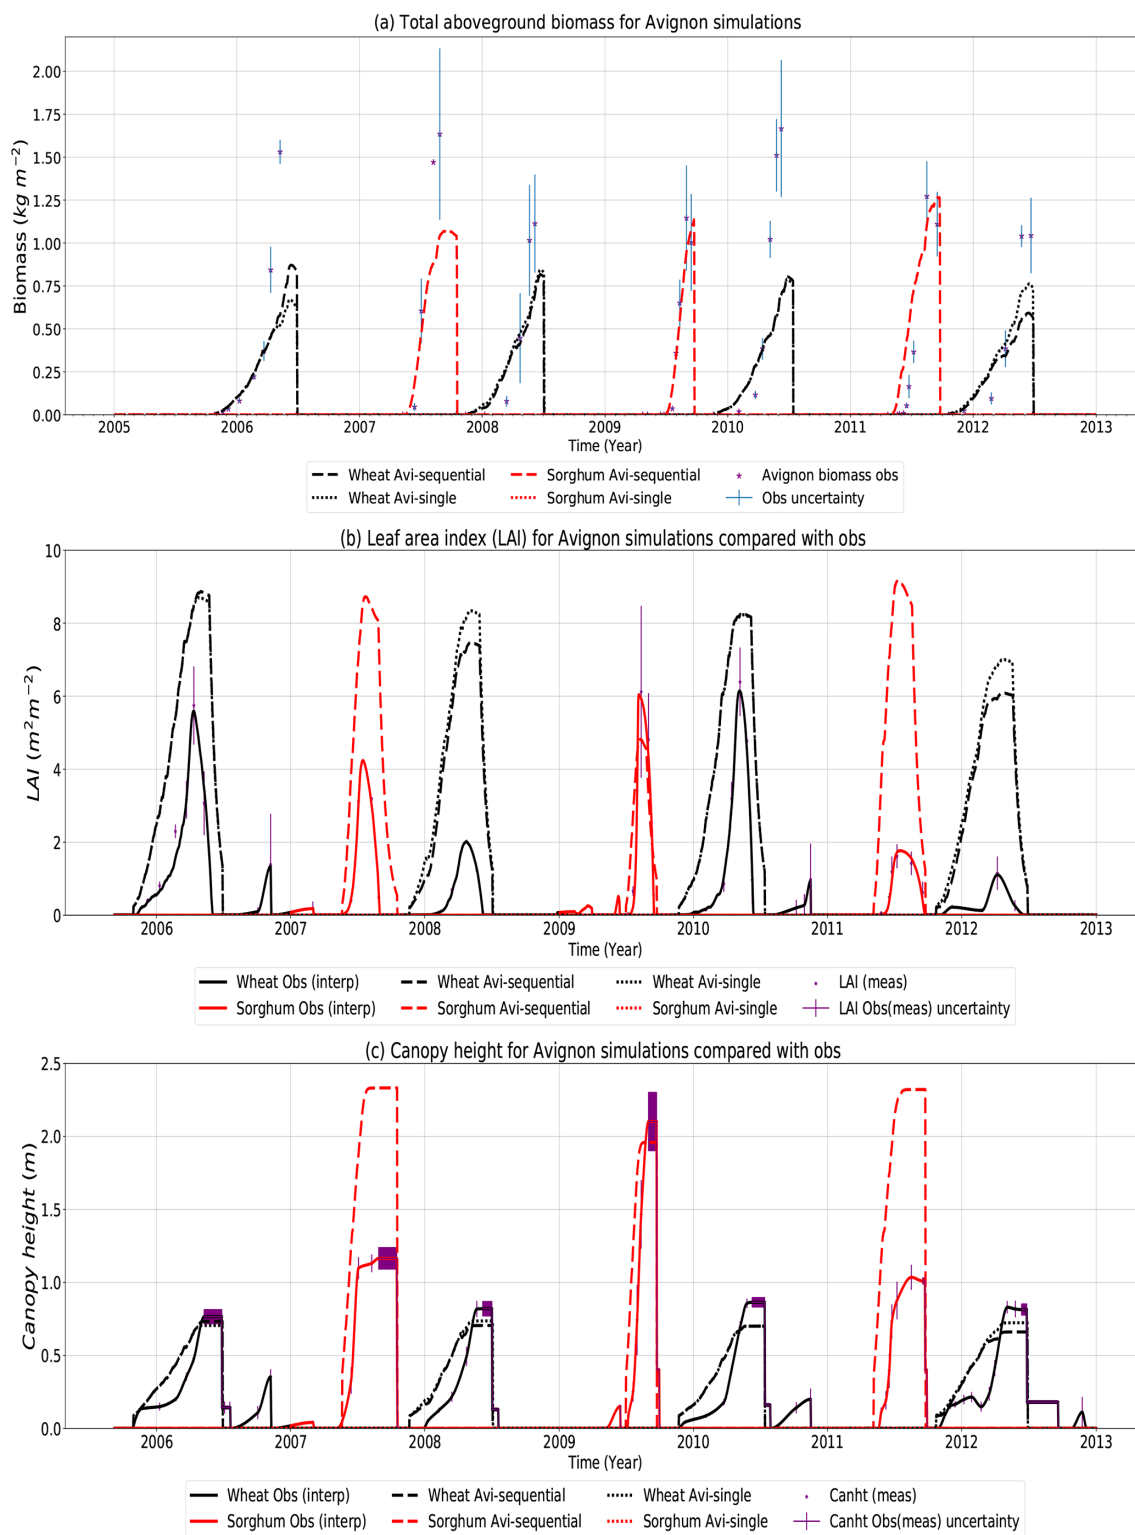 (a) Total aboveground biomass for Avignon simulations
Biomass (kg m⁻²)
2.00
1.75
1.50
1.25
1.00
0.75
0.50
0.25
0.00
2005 2006 2007 2008 2009 2010 2011 2012 2013
Time (Year)
Wheat Avi-sequential Sorghum Avi-sequential Avignon biomass obs
Wheat Avi-single Sorghum Avi-single Obs uncertainty
(b) Leaf area index (LAI) for Avignon simulations compared with obs
LAI (m²m⁻²)
10
8
6
4
2
0
2006 2007 2008 2009 2010 2011 2012 2013
Time (Year)
Wheat Obs (interp) Wheat Avi-sequential Wheat Avi-single LAI (meas)
Sorghum Obs (interp) Sorghum Avi-sequential Sorghum Avi-single LAI Obs(meas) uncertainty
(c) Canopy height for Avignon simulations compared with obs
Canopy height (m)
2.5
2.0
1.5
1.0
0.5
0.0
2006 2007 2008 2009 2010 2011 2012 2013
Time (Year)
Wheat Obs (interp) Wheat Avi-sequential Wheat Avi-single Canht (meas)
Sorghum Obs (interp) Sorghum Avi-sequential Sorghum Avi-single Canht Obs(meas) uncertainty